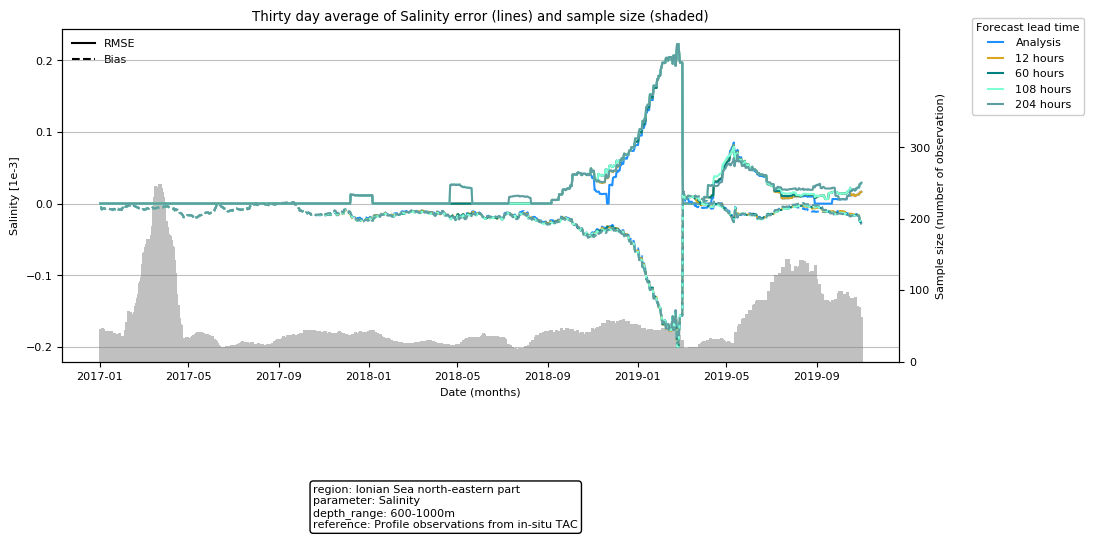 Thirty day average of Salinity error (lines) and sample size (shaded)
RMSE
Bias
Forecast lead time
Analysis
12 hours
60 hours
108 hours
204 hours
Salinity [1e-3]
0.2
0.1
0.0
−0.1
−0.2
Sample size (number of observation)
300
200
100
0
2017-01
2017-05
2017-09
2018-01
2018-05
2018-09
2019-01
2019-05
2019-09
Date (months)
region: Ionian Sea north-eastern part
parameter: Salinity
depth_range: 600-1000m
reference: Profile observations from in-situ TAC